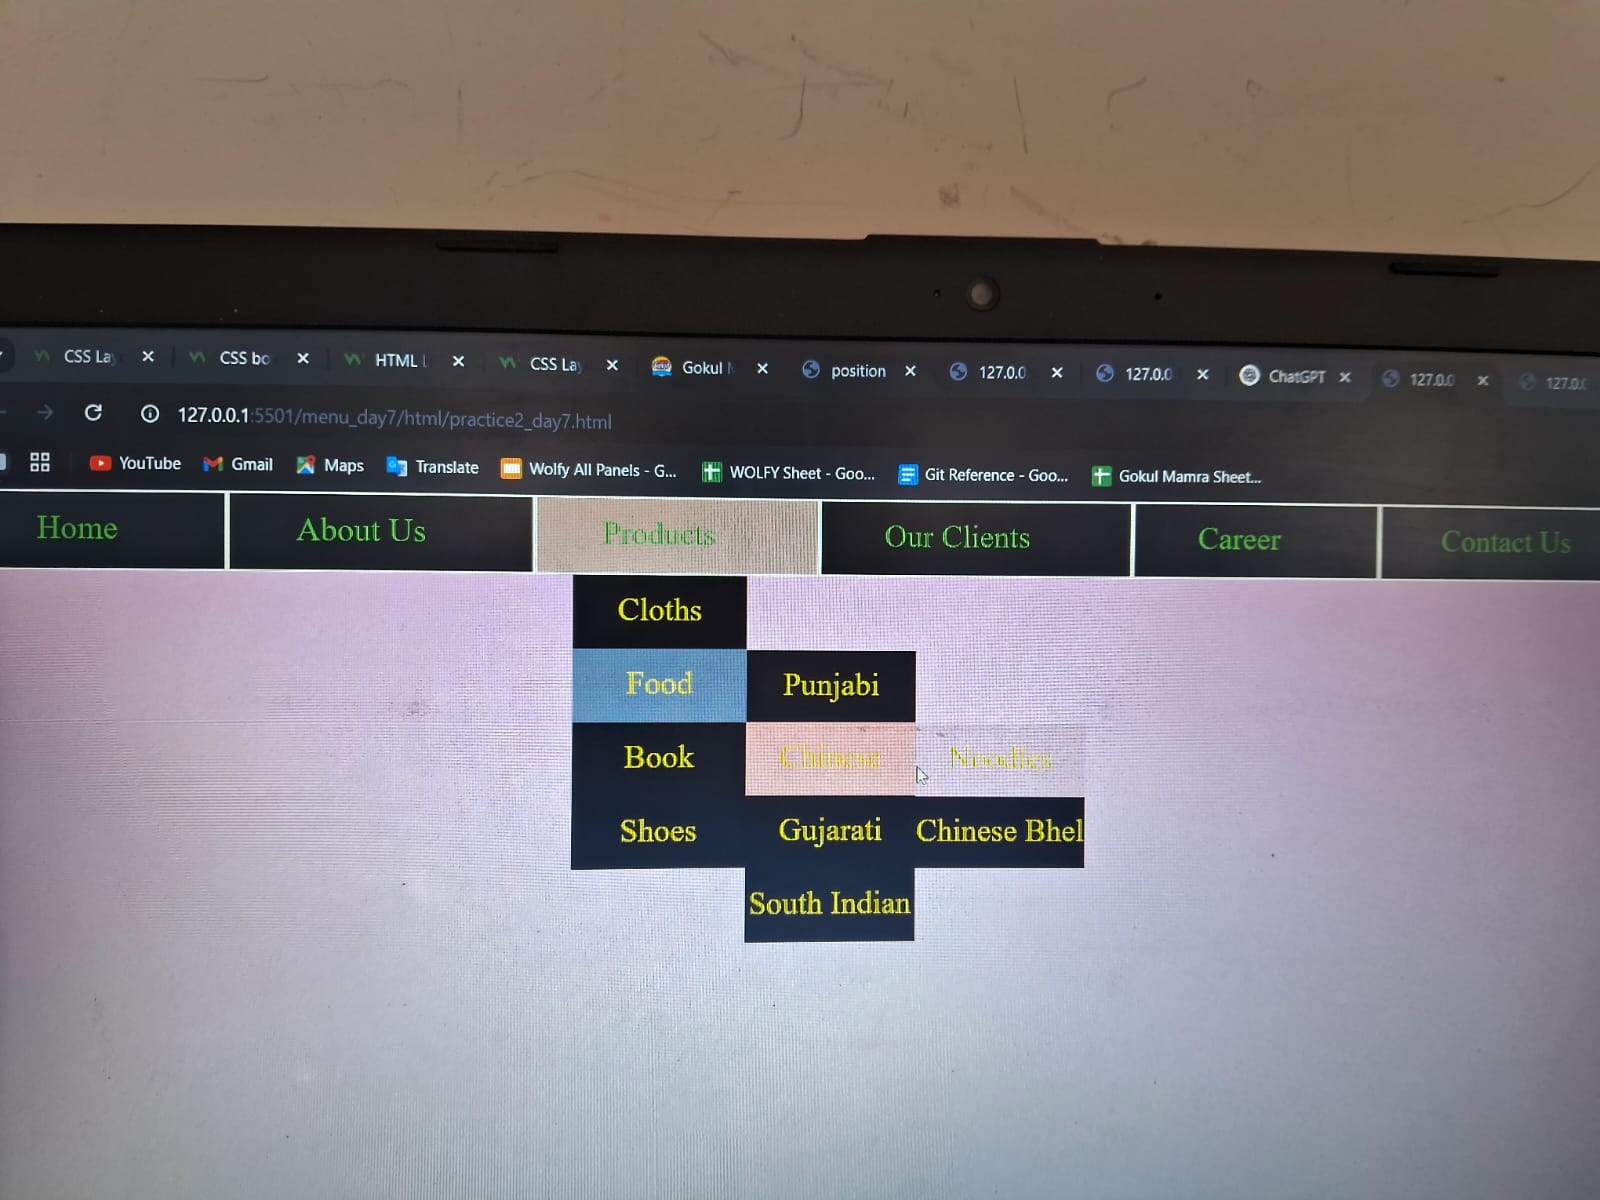 CSS La
CSS bo
HTML
CSS Lay
Gokul
position
127.0.0
127.0.0
ChatGPT
127.0.0
127.0.
127.0.0.1:5501/menu_day7/html/practice2_day7.html
YouTube
Gmail
Maps
Translate
Wolfy All Panels - G...
WOLFY Sheet - Goo...
Git Reference - Goo...
Gokul Mamra Sheet...
Home
About Us
Products
Our Clients
Career
Contact Us
Cloths
Food
Punjabi
Book
Chinese
Noodles
Shoes
Gujarati
Chinese Bhel
South Indian